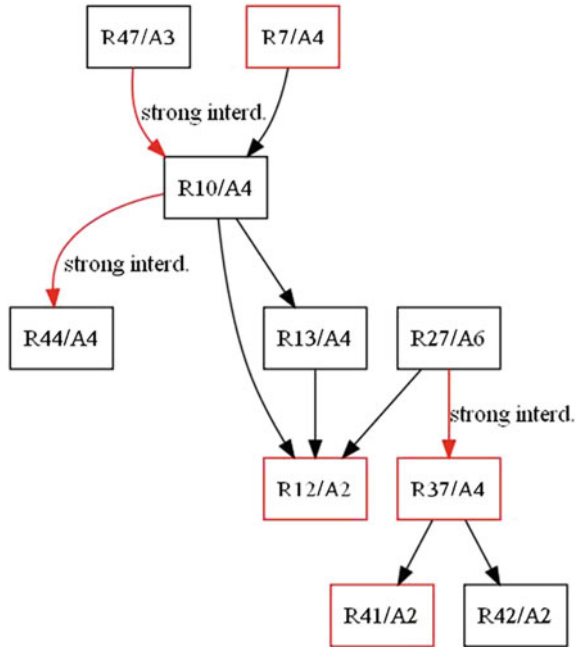 R47/A3
R7/A4
strong interd.
R10/A4
strong interd.
R44/A4
R13/A4
R27/A6
strong interd.
R12/A2
R37/A4
R41/A2
R42/A2